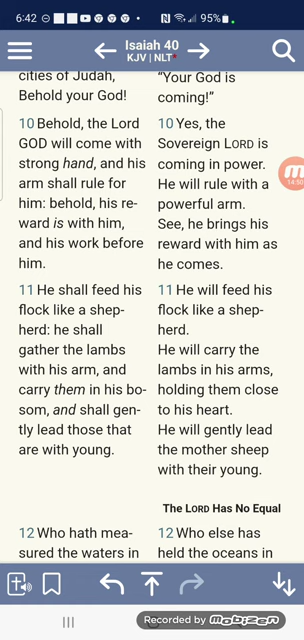 6:42
95%
Isaiah 40
KJV | NLT*
cities of Judah,
Behold your God!
10 Behold, the Lord
GOD will come with
strong hand, and his
arm shall rule for
him: behold, his re-
ward is with him,
and his work before
him.
11 He shall feed his
flock like a shep-
herd: he shall
gather the lambs
with his arm, and
carry them in his bo-
som, and shall gen-
tly lead those that
are with young.
12 Who hath mea-
sured the waters in
“Your God is
coming!”
10 Yes, the
Sovereign LORD is
coming in power.
He will rule with a
powerful arm.
See, he brings his
reward with him as
he comes.
11 He will feed his
flock like a shep-
herd.
He will carry the
lambs in his arms,
holding them close
to his heart.
He will gently lead
the mother sheep
with their young.
The LORD Has No Equal
12 Who else has
held the oceans in
14:50
Recorded by mobizen